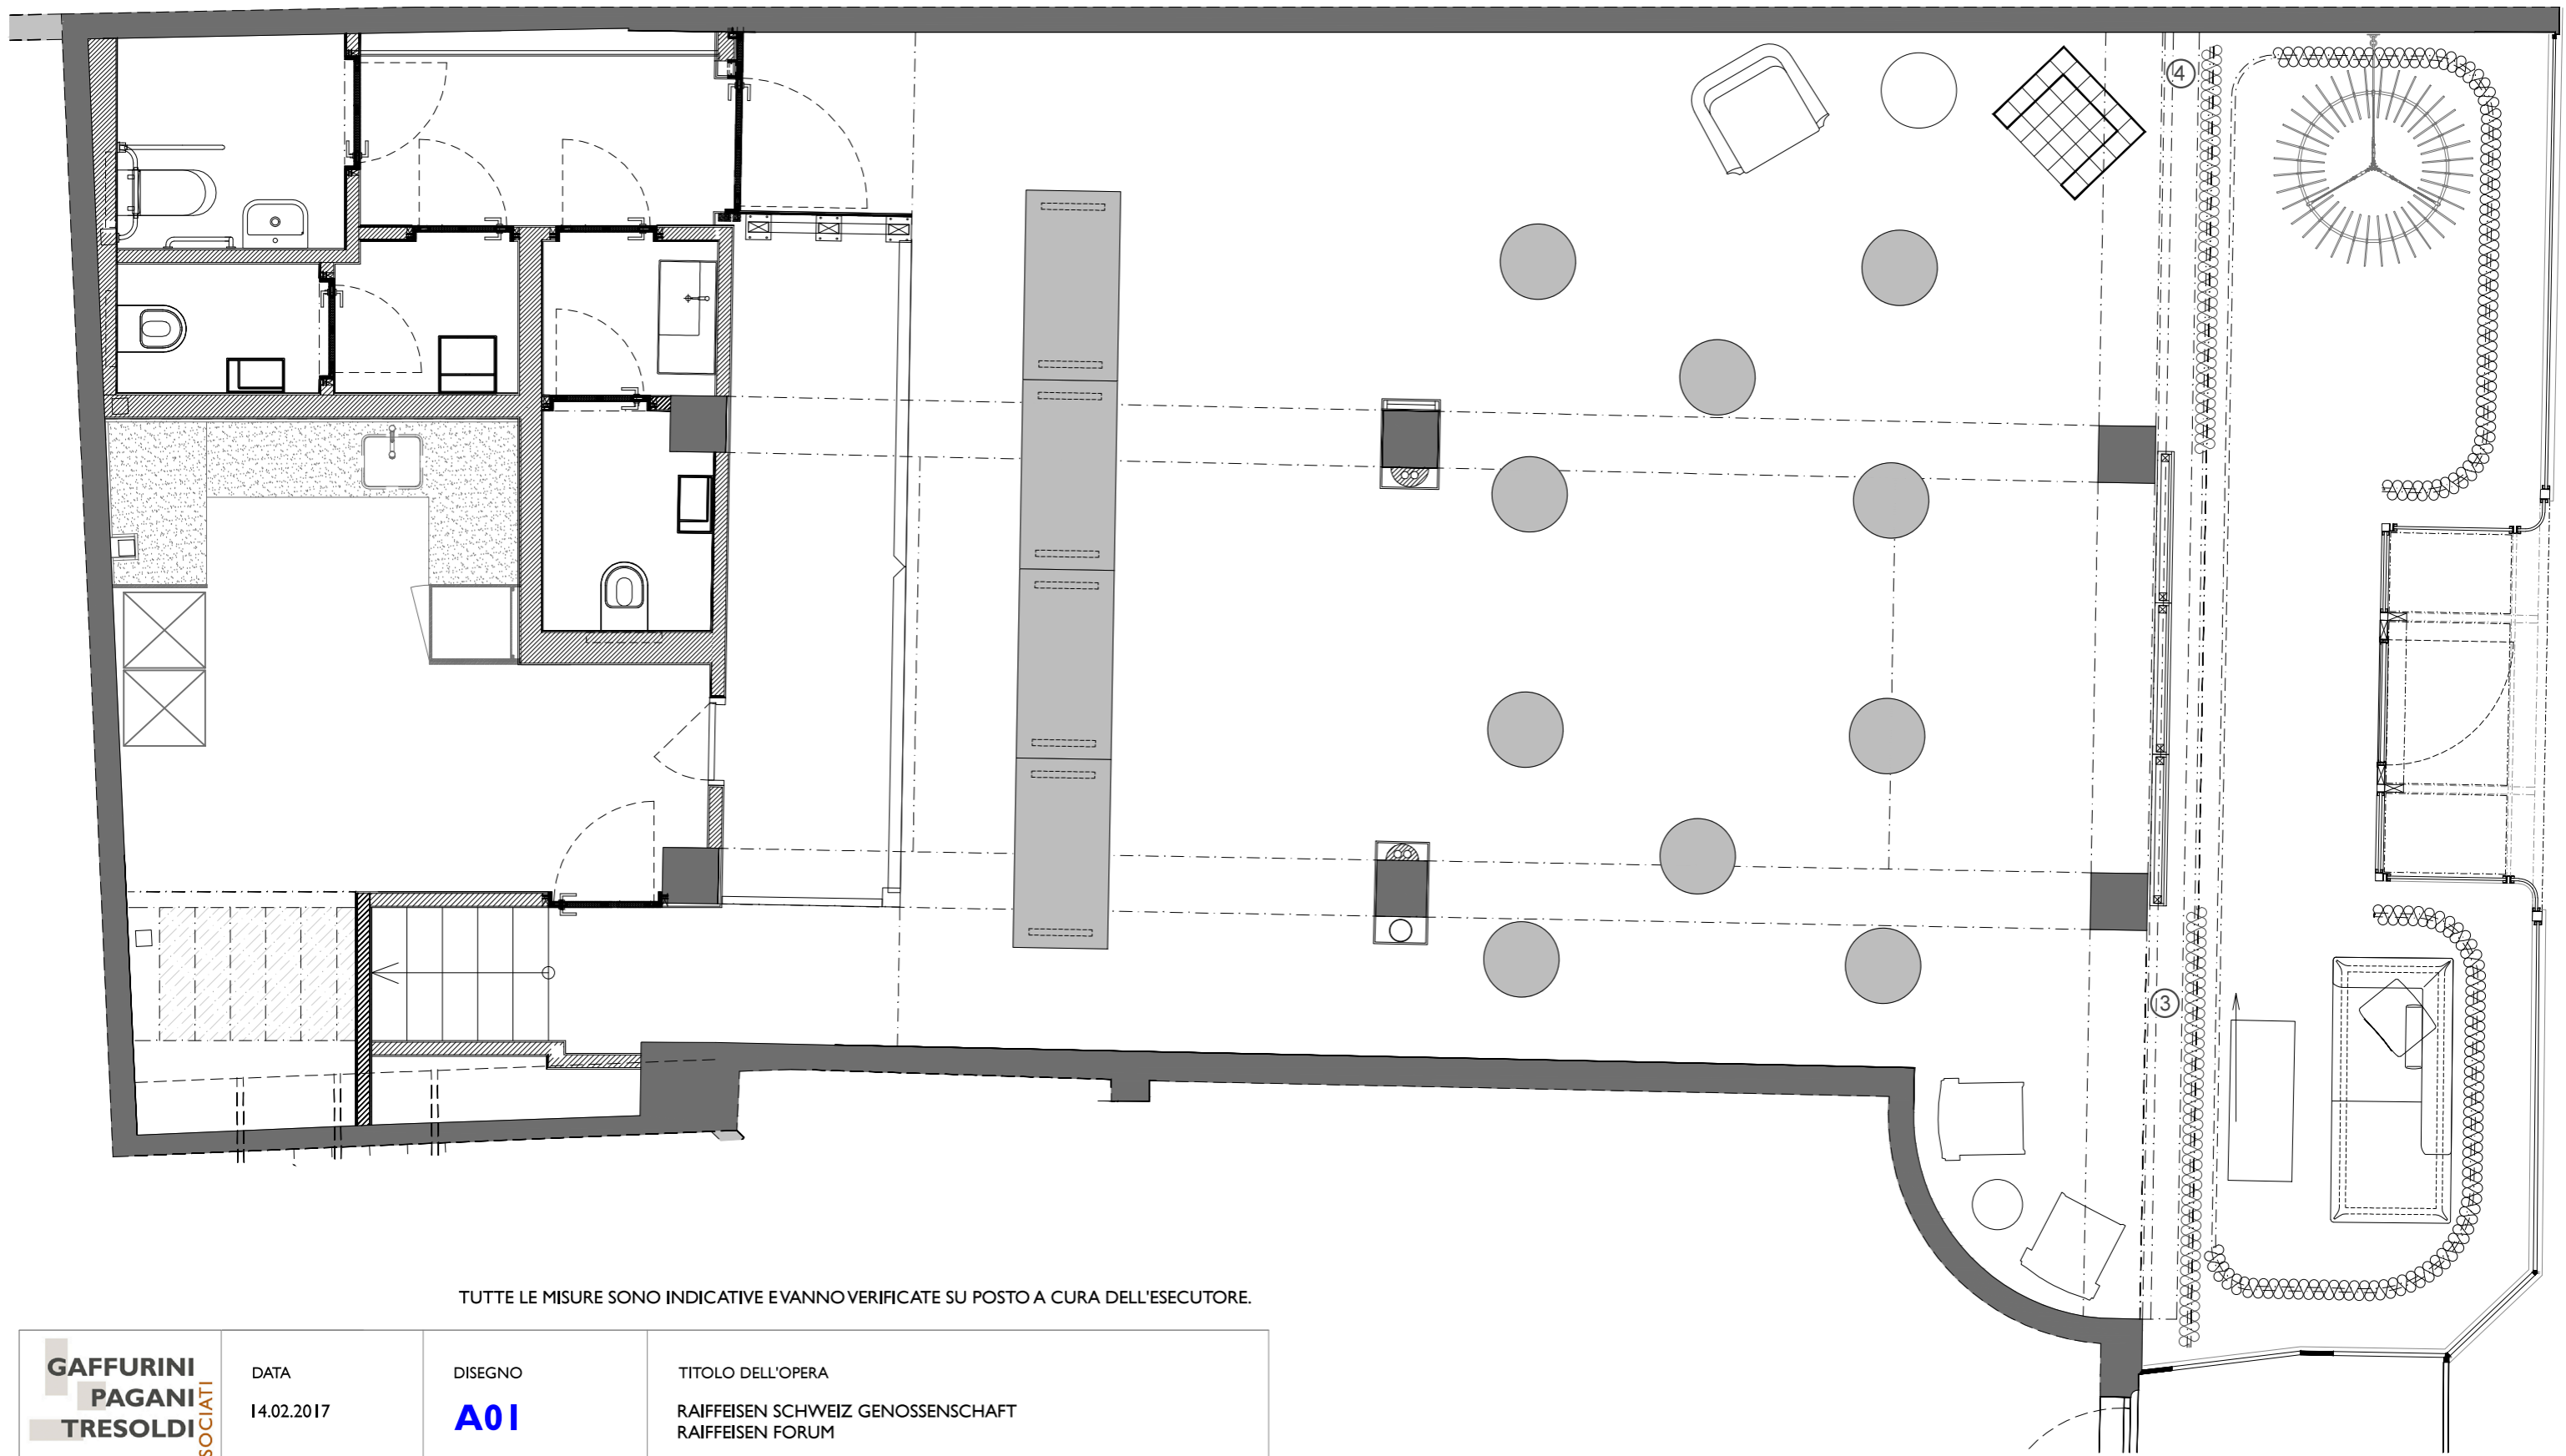 4
3
TUTTE LE MISURE SONO INDICATIVE E VANNO VERIFICATE SU POSTO A CURA DELL'ESECUTORE.
GAFFURINI
PAGANI
TRESOLDI
SOCIATI
DATA
14.02.2017
DISEGNO
A01
TITOLO DELL'OPERA
RAIFFEISEN SCHWEIZ GENOSSENSCHAFT
RAIFFEISEN FORUM